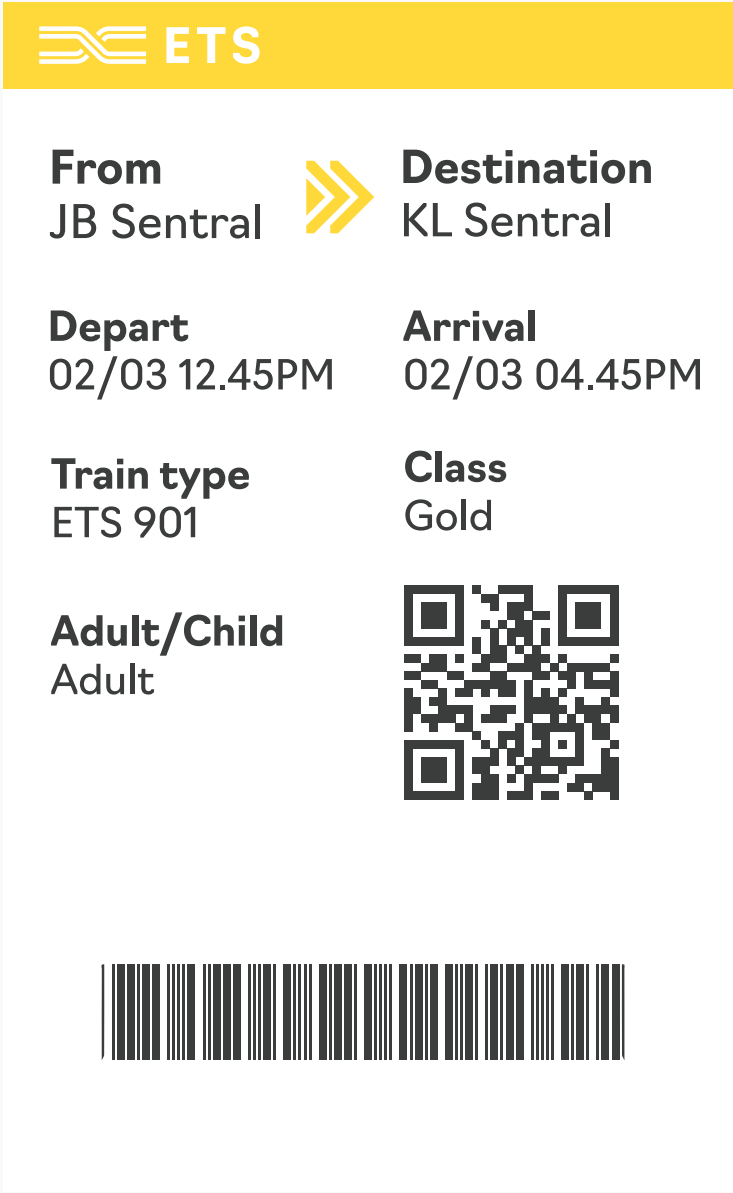 ETS
From
JB Sentral
Destination
KL Sentral
Depart
02/03 12.45PM
Arrival
02/03 04.45PM
Train type
ETS 901
Class
Gold
Adult/Child
Adult